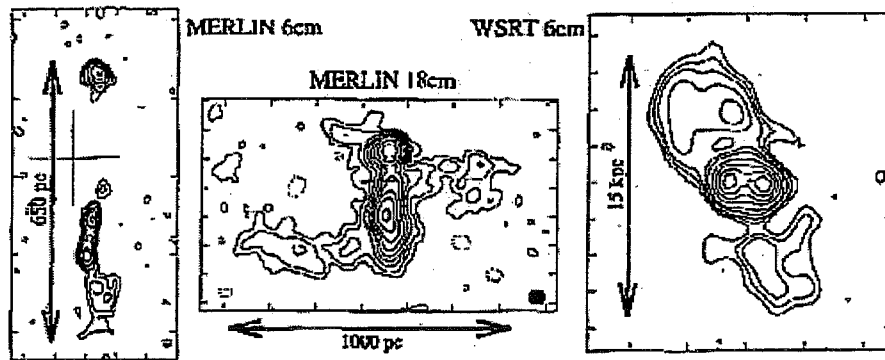 MERLIN 6cm
650 pc
MERLIN 18cm
1000 pc
WSRT 6cm
15 kpc